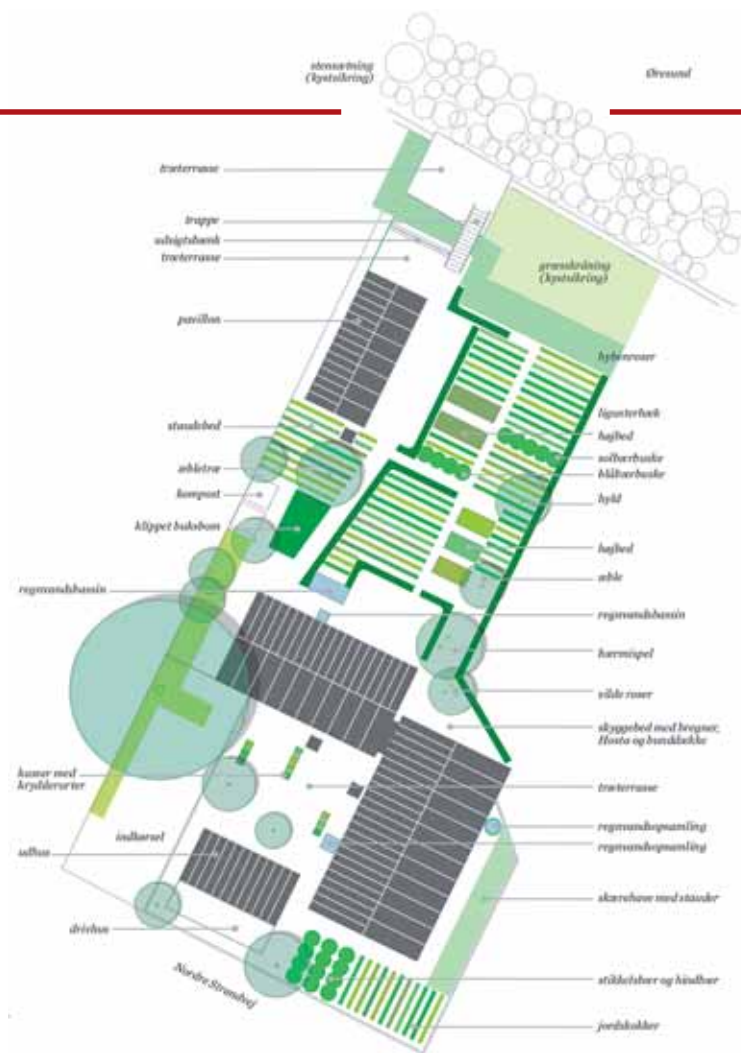 stensætning
(kystsikring)
Øresund
træterrasse
trappe
udsigtsbænk
træterrasse
græsskråning
(kystsikring)
pavillon
hybenroser
ligusterhæk
højbed
staudebed
solbærbuske
blåbærbuske
æbletræ
hyld
kompost
klippet buksbom
højbed
æble
regnvandsbassin
regnvandsbassin
bærmispel
vilde roser
skyggebed med bregner,
Hosta og bunddække
kasser med
krydderurter
træterrasse
indkørsel
regnvandsopsamling
regnvandsopsamling
udhus
skærehave med stauder
drivhus
Nordre Strandvej
stikkelsbær og hindbær
jordskokker